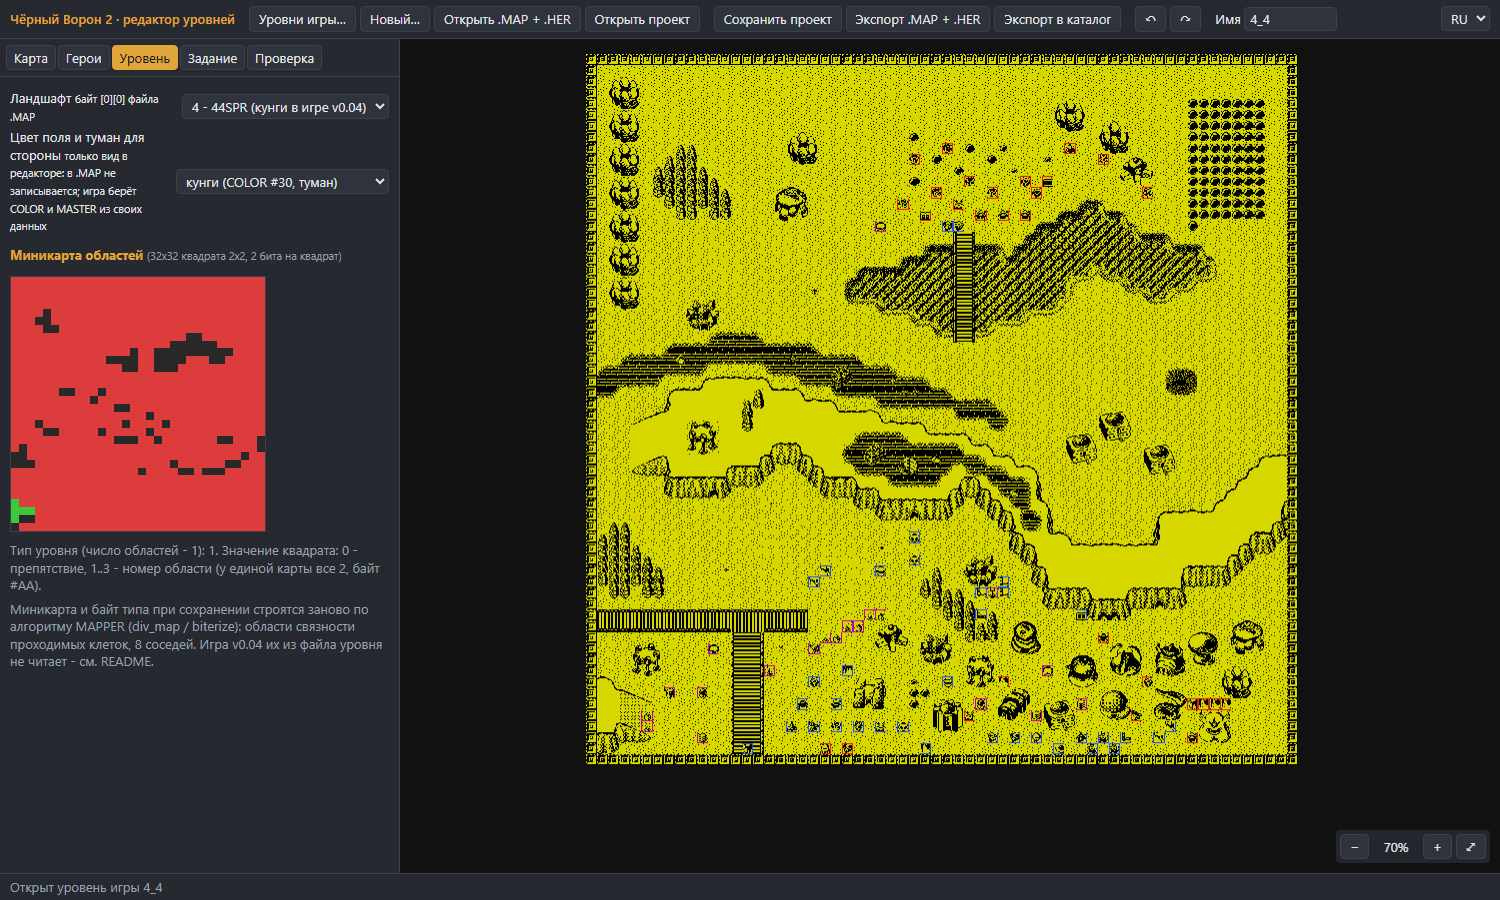 Чёрный Ворон 2 · редактор уровней
Уровни игры...
Новый...
Открыть .MAP + .HER
Открыть проект
Сохранить проект
Экспорт .MAP + .HER
Экспорт в каталог
Имя
4_4
RU
Карта
Герои
Уровень
Задание
Проверка
Ландшафт байт [0][0] файла
.MAP
4 - 44SPR (кунги в игре v0.04)
Цвет поля и туман для
стороны только вид в
редакторе: в .MAP не
записывается; игра берёт
COLOR и MASTER из своих
данных
кунги (COLOR #30, туман)
Миникарта областей (32x32 квадрата 2x2, 2 бита на квадрат)
Тип уровня (число областей - 1): 1. Значение квадрата: 0 -
препятствие, 1..3 - номер области (у единой карты все 2, байт
#AA).
Миникарта и байт типа при сохранении строятся заново по
алгоритму MAPPER (div_map / biterize): области связности
проходимых клеток, 8 соседей. Игра v0.04 их из файла уровня
не читает - см. README.
−
70%
+
Открыт уровень игры 4_4